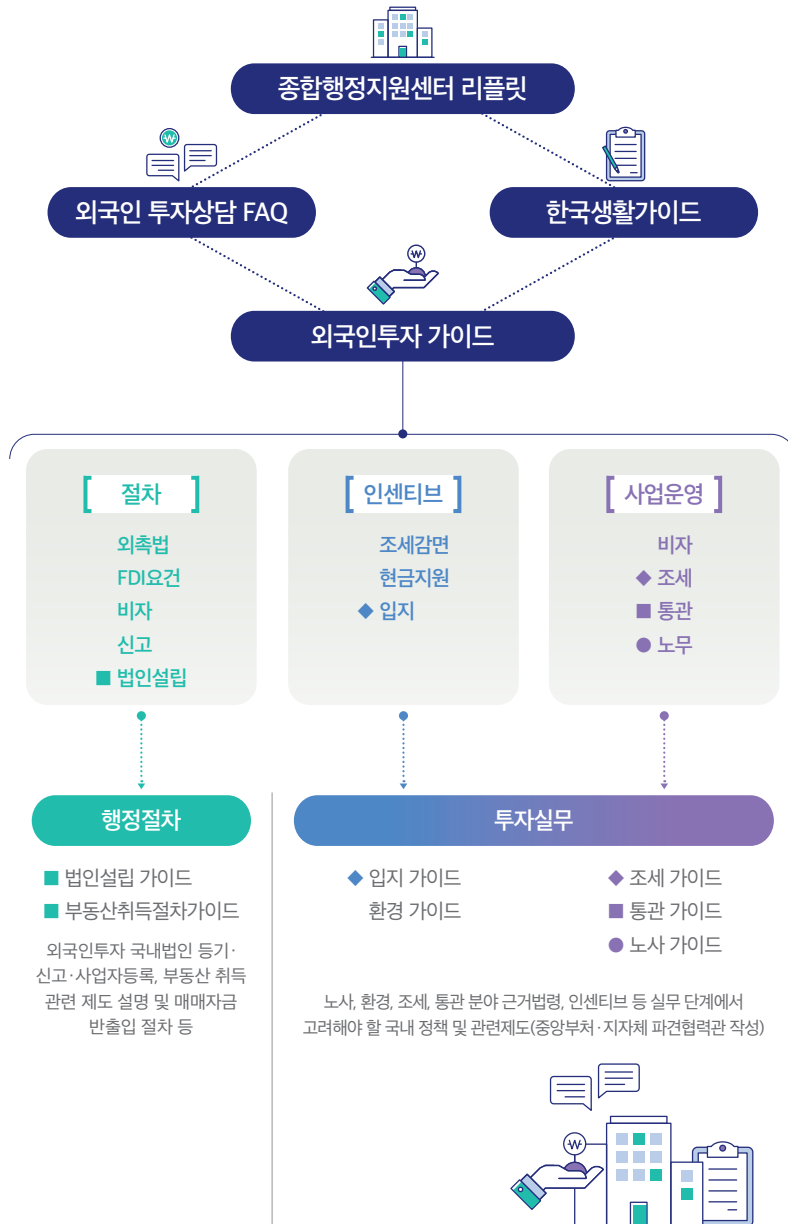 종합행정지원센터 리플릿
외국인 투자상담 FAQ
한국생활가이드
외국인투자 가이드
[ 절차 ]
외촉법
FDI요건
비자
신고
■ 법인설립
[ 인센티브 ]
조세감면
현금지원
◆ 입지
[ 사업운영 ]
비자
◆ 조세
■ 통관
● 노무
행정절차
■ 법인설립 가이드
■ 부동산취득절차가이드
외국인투자 국내법인 등기·
신고·사업자등록, 부동산 취득
관련 제도 설명 및 매매자금
반출입 절차 등
투자실무
◆ 입지 가이드
환경 가이드
◆ 조세 가이드
■ 통관 가이드
● 노사 가이드
노사, 환경, 조세, 통관 분야 근거법령, 인센티브 등 실무 단계에서
고려해야 할 국내 정책 및 관련제도(중앙부처·지자체 파견협력관 작성)